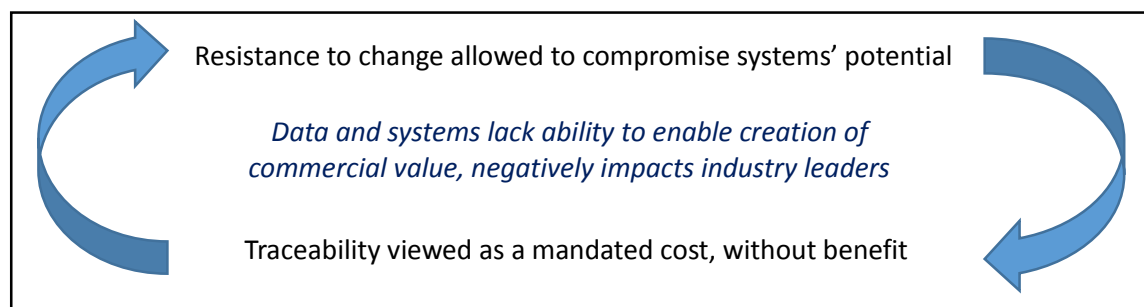 Resistance to change allowed to compromise systems’ potential
Data and systems lack ability to enable creation of
commercial value, negatively impacts industry leaders
Traceability viewed as a mandated cost, without benefit